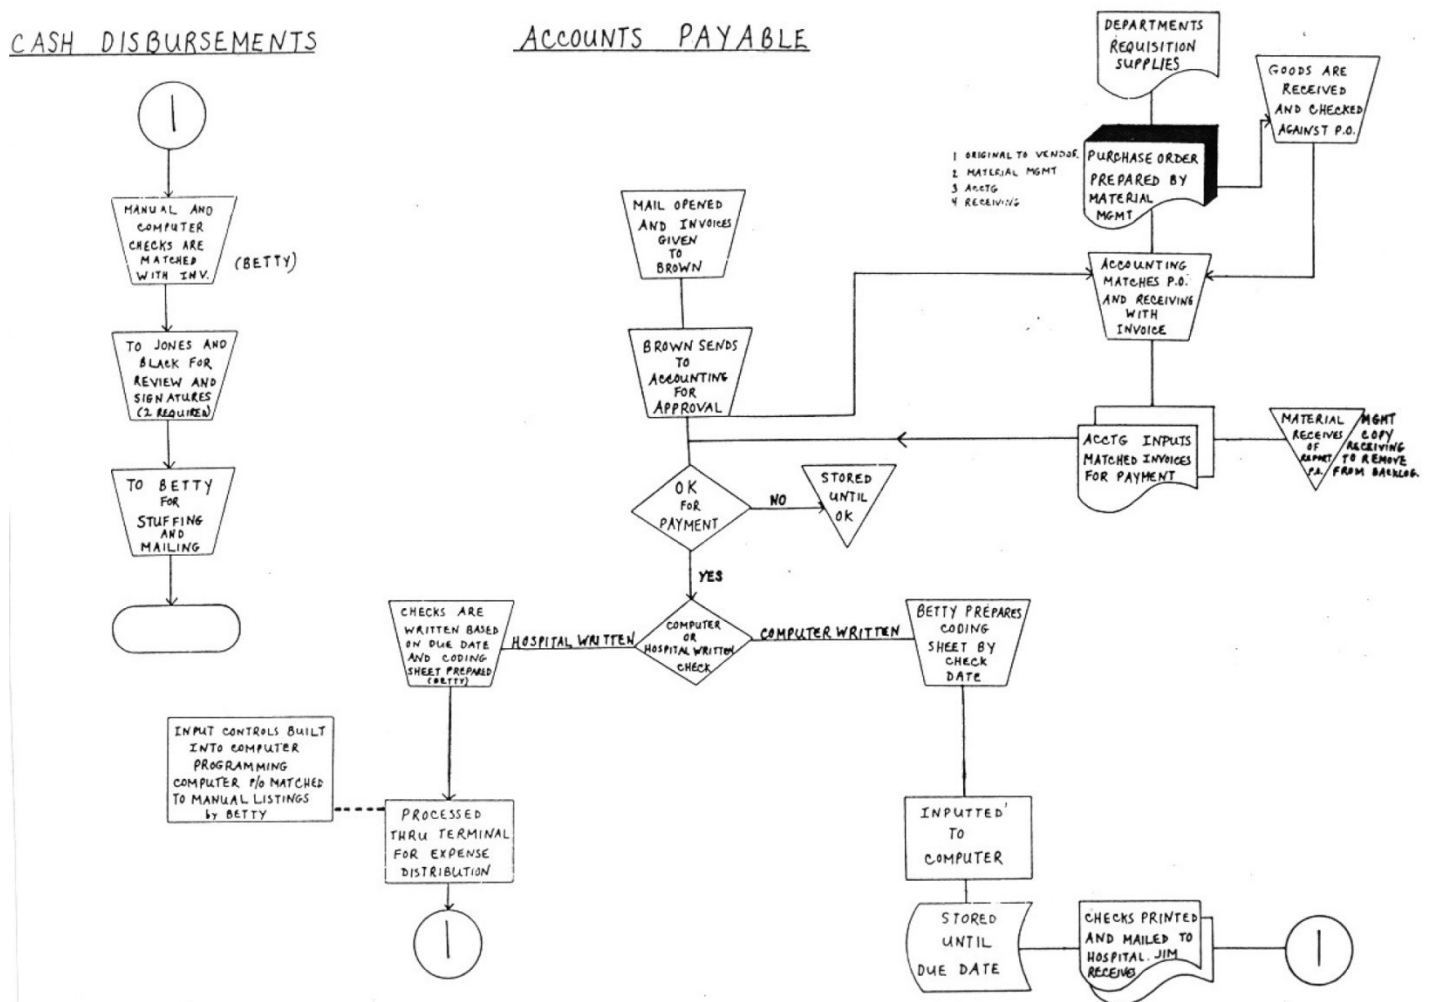 CASH DISBURSEMENTS
1
MANUAL AND
COMPUTER
CHECKS ARE
MATCHED
WITH INV.
(BETTY)
TO JONES AND
BLACK FOR
REVIEW AND
SIGNATURES
(2 REQUIRED)
TO BETTY
FOR
STUFFING
AND
MAILING
ACCOUNTS PAYABLE
DEPARTMENTS
REQUISITION
SUPPLIES
GOODS ARE
RECEIVED
AND CHECKED
AGAINST P.O.
1 ORIGINAL TO VENDOR.
2 MATERIAL MGMT
3 ACCTG
4 RECEIVING
PURCHASE ORDER
PREPARED BY
MATERIAL
MGMT
MAIL OPENED
AND INVOICES
GIVEN
TO
BROWN
ACCOUNTING
MATCHES P.O.
AND RECEIVING
WITH
INVOICE
BROWN SENDS
TO
ACCOUNTING
FOR
APPROVAL
ACCTG INPUTS
MATCHED INVOICES
FOR PAYMENT
MATERIAL MGMT
RECEIVES COPY
OF RECEIVING
REPORT TO REMOVE
P.O. FROM BACKLOG.
OK
FOR
PAYMENT
NO
STORED
UNTIL
OK
YES
COMPUTER
OR
HOSPITAL WRITTEN
CHECK
HOSPITAL WRITTEN
COMPUTER WRITTEN
CHECKS ARE
WRITTEN BASED
ON DUE DATE
AND CODING
SHEET PREPARED
(BETTY)
BETTY PREPARES
CODING
SHEET BY
CHECK
DATE
INPUT CONTROLS BUILT
INTO COMPUTER
PROGRAMMING
COMPUTER P/O MATCHED
TO MANUAL LISTINGS
by BETTY
PROCESSED
THRU TERMINAL
FOR EXPENSE
DISTRIBUTION
1
INPUTTED
TO
COMPUTER
STORED
UNTIL
DUE DATE
CHECKS PRINTED
AND MAILED TO
HOSPITAL. JIM
RECEIVES
1